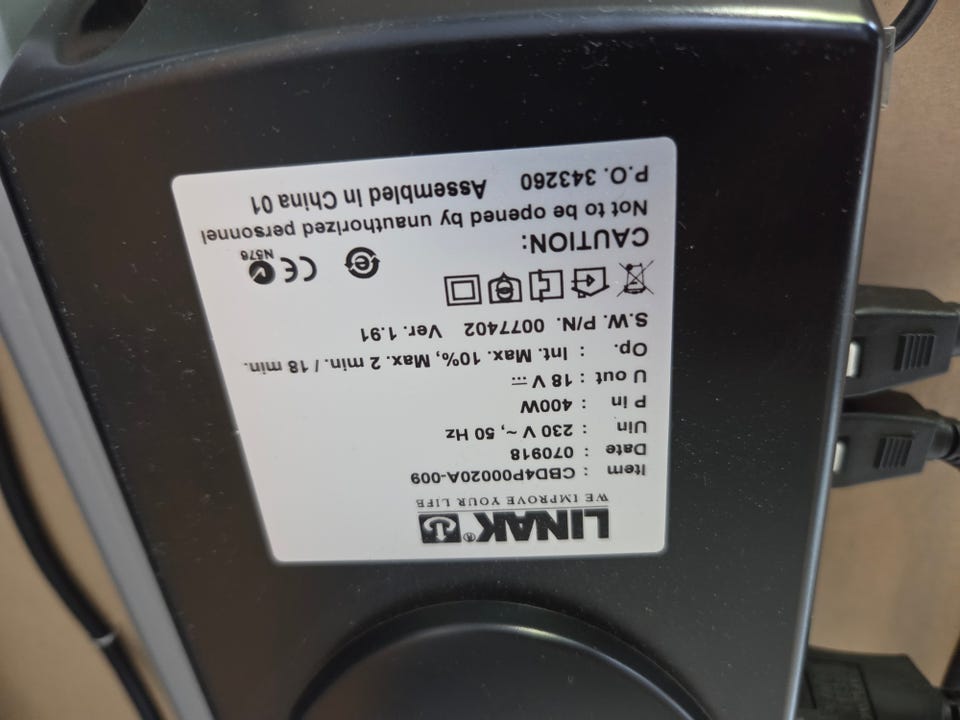 LINAK®
WE IMPROVE YOUR LIFE
Item : CBD4P00020A-009
Date : 070918
Uin : 230 V ~, 50 Hz
P in : 400W
U out : 18 V ⎓
Op. : Int. Max. 10%, Max. 2 min. / 18 min.
S.W. P/N. 0077402 Ver. 1.91
CAUTION:
Not to be opened by unauthorized personnel
P.O. 343260 Assembled In China 01
CE
N576
e